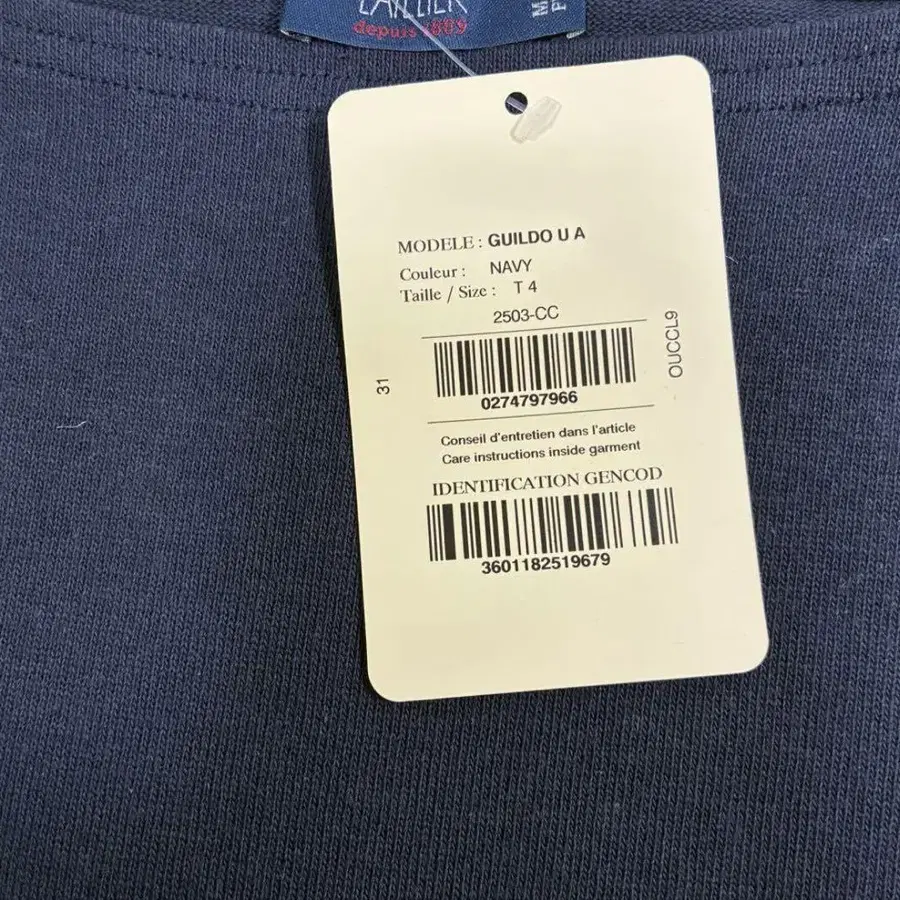 depuis 1889
MODELE : GUILDO U A
Couleur : NAVY
Taille / Size : T 4
2503-CC
31
OUCCL9
0274797966
Conseil d'entretien dans l'article
Care instructions inside garment
IDENTIFICATION GENCOD
3601182519679